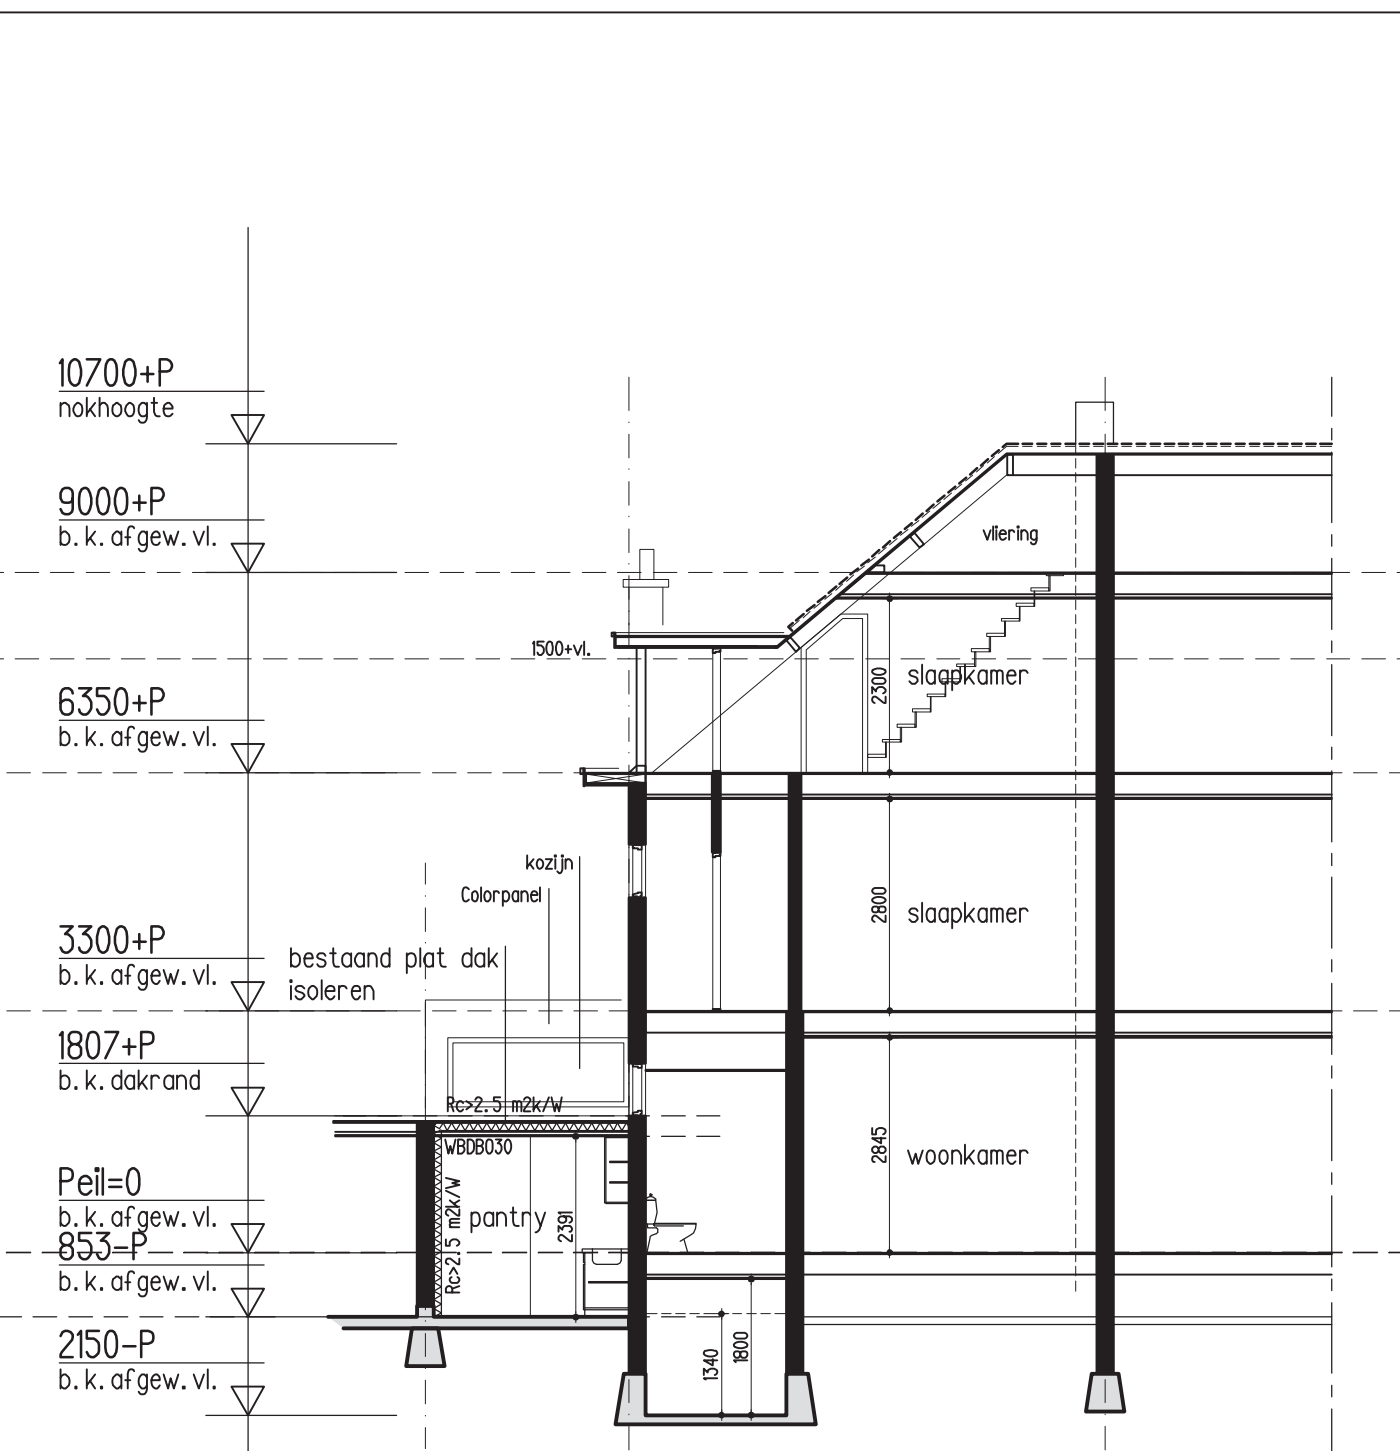 10700+P
nokhoogte
9000+P
b.k.afgew.vl.
vliering
1500+vl.
2300
slaapkamer
6350+P
b.k.afgew.vl.
kozijn
Colorpanel
2800
slaapkamer
3300+P
b.k.afgew.vl.
bestaand plat dak
isoleren
1807+P
b.k.dakrand
Rc>2.5 m2k/W
WBDBO30
2845
woonkamer
Peil=0
b.k.afgew.vl.
Rc>2.5 m2k/W
pantry
2391
853-P
b.k.afgew.vl.
2150-P
b.k.afgew.vl.
1340
1800